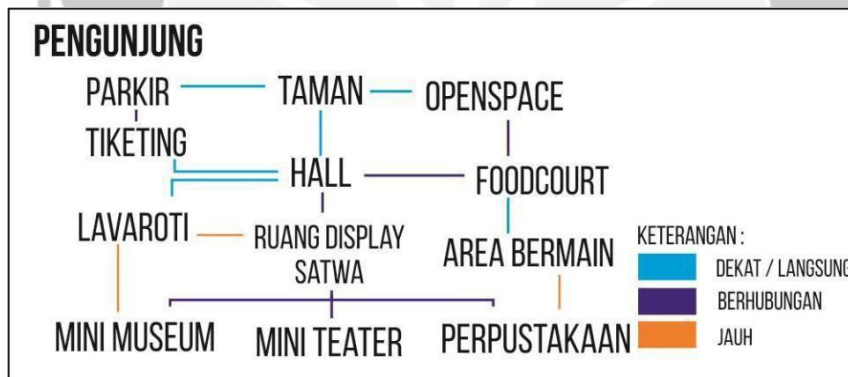 PENGUNJUNG
PARKIR
TAMAN
OPENSPACE
TIKETING
HALL
FOODCOURT
LAVAROTI
RUANG DISPLAY
SATWA
AREA BERMAIN
MINI MUSEUM
MINI TEATER
PERPUSTAKAAN
KETERANGAN :
DEKAT / LANGSUNG
BERHUBUNGAN
JAUH